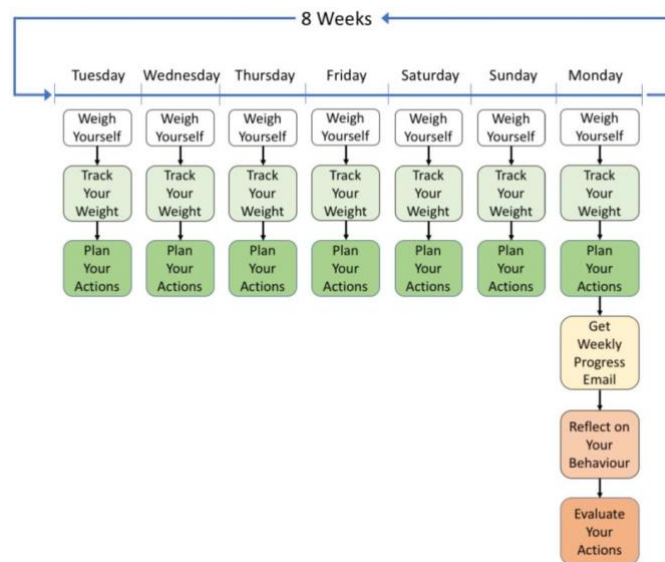 8 Weeks
Tuesday Wednesday Thursday Friday Saturday Sunday Monday
Weigh Weigh Weigh Weigh Weigh Weigh Weigh
Yourself Yourself Yourself Yourself Yourself Yourself Yourself
Track Track Track Track Track Track Track
Your Your Your Your Your Your Your
Weight Weight Weight Weight Weight Weight Weight
Plan Plan Plan Plan Plan Plan Plan
Your Your Your Your Your Your Your
Actions Actions Actions Actions Actions Actions Actions
Get
Weekly
Progress
Email
Reflect on
Your
Behaviour
Evaluate
Your
Actions